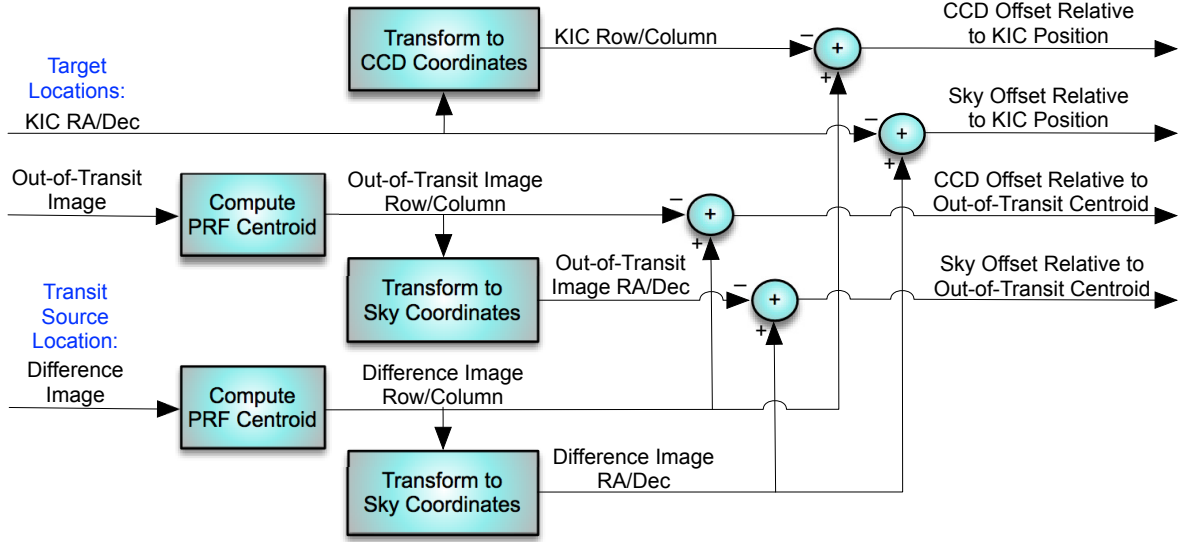 Target
Locations:
KIC RA/Dec
Transform to
CCD Coordinates
KIC Row/Column
−
+
+
CCD Offset Relative
to KIC Position
−
+
+
Sky Offset Relative
to KIC Position
Out-of-Transit
Image
Compute
PRF Centroid
Out-of-Transit Image
Row/Column
−
+
+
CCD Offset Relative to
Out-of-Transit Centroid
Transform to
Sky Coordinates
Out-of-Transit
Image RA/Dec
−
+
+
Sky Offset Relative to
Out-of-Transit Centroid
Transit
Source
Location:
Difference
Image
Compute
PRF Centroid
Difference Image
Row/Column
Transform to
Sky Coordinates
Difference Image
RA/Dec